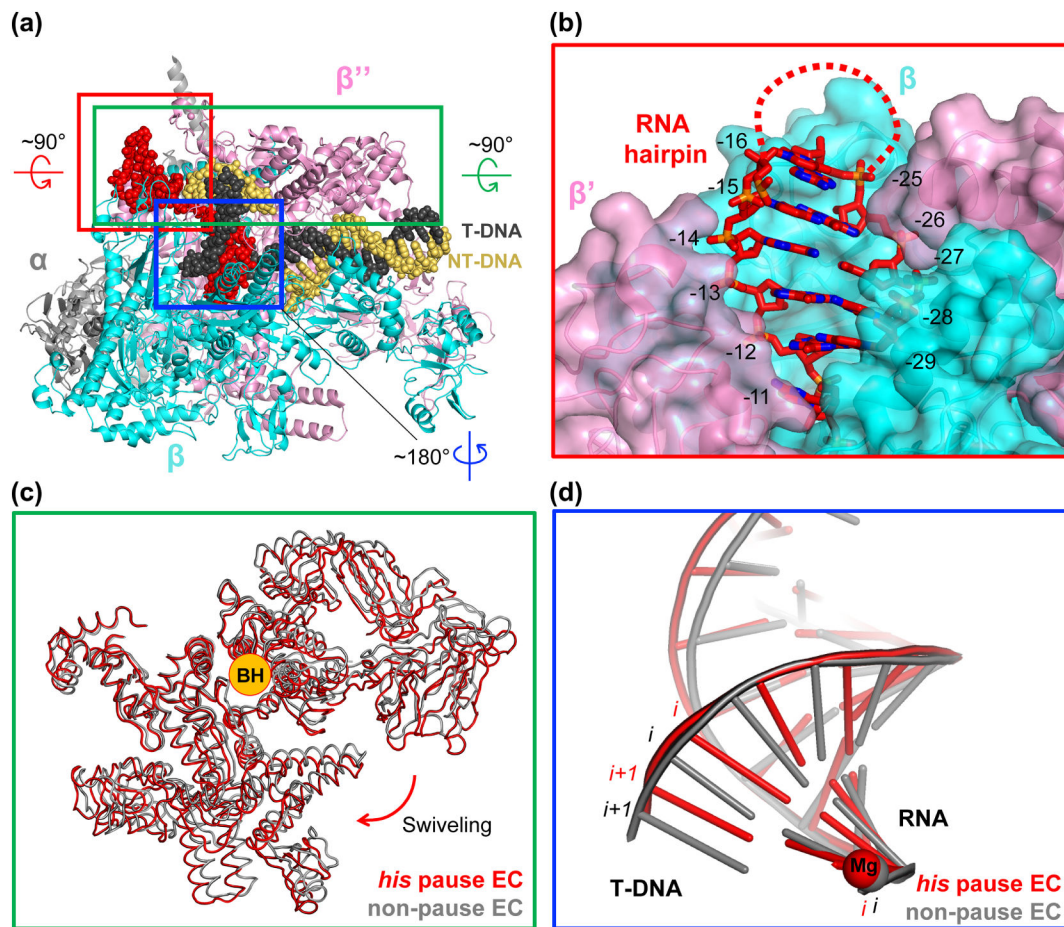 (a)
β''
~90°
~90°
T-DNA
NT-DNA
α
β
~180°
(b)
β
RNA
hairpin
β'
-16
-15
-14
-13
-12
-11
-25
-26
-27
-28
-29
(c)
BH
Swiveling
his pause EC
non-pause EC
(d)
i
i
i+1
i+1
RNA
T-DNA
Mg
i i
his pause EC
non-pause EC